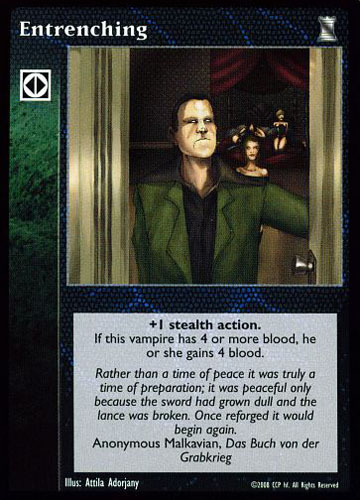 Entrenching
+1 stealth action.
If this vampire has 4 or more blood, he
or she gains 4 blood.
Rather than a time of peace it was truly a
time of preparation; it was peaceful only
because the sword had grown dull and the
lance was broken. Once reforged it would
begin again.
Anonymous Malkavian, Das Buch von der
Grabkrieg
Illus: Attila Adorjany ©2008 CCP hf. All Rights Reserved